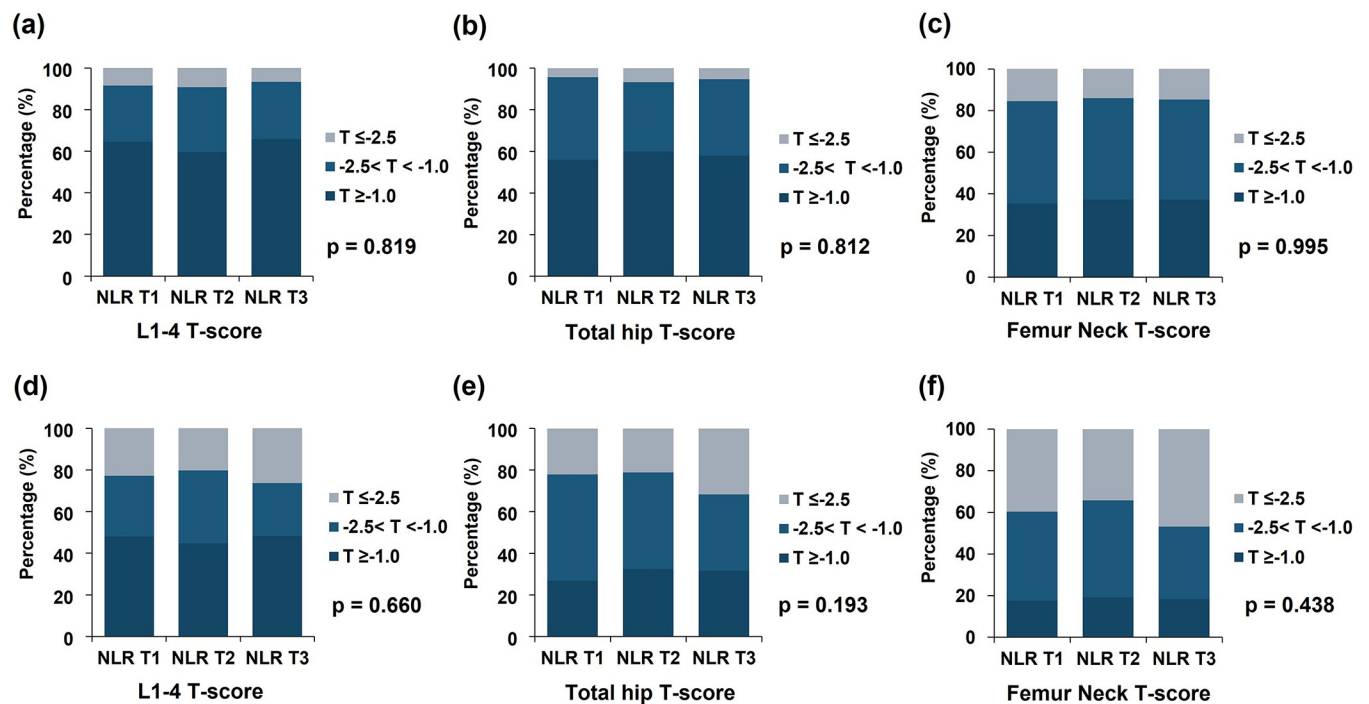 (a)
Percentage (%)
100
80
60
40
20
0
NLR T1 NLR T2 NLR T3
L1-4 T-score
T ≤-2.5
-2.5< T < -1.0
T ≥-1.0
p = 0.819
(b)
Percentage (%)
100
80
60
40
20
0
NLR T1 NLR T2 NLR T3
Total hip T-score
T ≤-2.5
-2.5< T <-1.0
T ≥-1.0
p = 0.812
(c)
Percentage (%)
100
80
60
40
20
0
NLR T1 NLR T2 NLR T3
Femur Neck T-score
T ≤-2.5
-2.5< T <-1.0
T ≥-1.0
p = 0.995
(d)
Percentage (%)
100
80
60
40
20
0
NLR T1 NLR T2 NLR T3
L1-4 T-score
T ≤-2.5
-2.5< T <-1.0
T ≥-1.0
p = 0.660
(e)
Percentage (%)
100
80
60
40
20
0
NLR T1 NLR T2 NLR T3
Total hip T-score
T ≤-2.5
-2.5< T <-1.0
T ≥-1.0
p = 0.193
(f)
Percentage (%)
100
80
60
40
20
0
NLR T1 NLR T2 NLR T3
Femur Neck T-score
T ≤-2.5
-2.5< T <-1.0
T ≥-1.0
p = 0.438